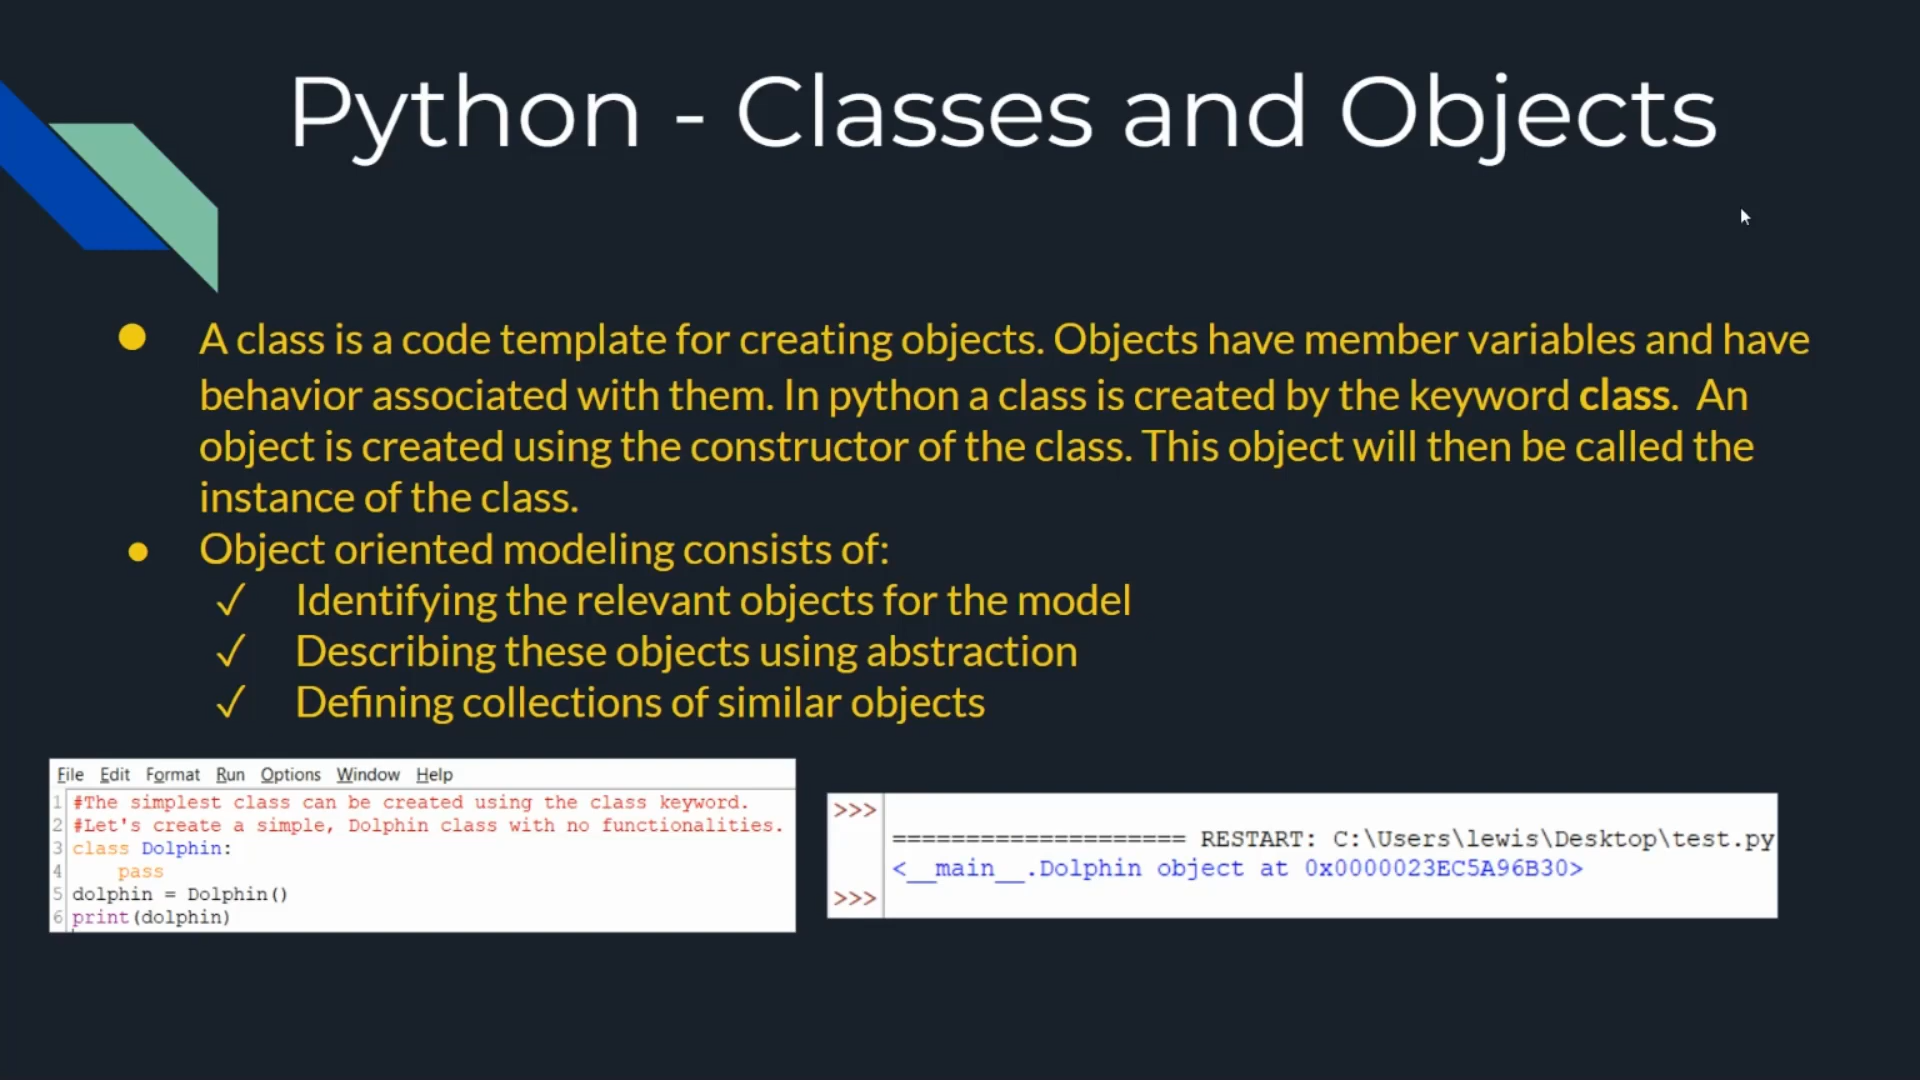 Python - Classes and Objects
● A class is a code template for creating objects. Objects have member variables and have
behavior associated with them. In python a class is created by the keyword class. An
object is created using the constructor of the class. This object will then be called the
instance of the class.
● Object oriented modeling consists of:
✓ Identifying the relevant objects for the model
✓ Describing these objects using abstraction
✓ Defining collections of similar objects
File Edit Format Run Options Window Help
1 #The simplest class can be created using the class keyword.
2 #Let's create a simple, Dolphin class with no functionalities.
3 class Dolphin:
4     pass
5 dolphin = Dolphin()
6 print(dolphin)
>>>
==================== RESTART: C:\Users\lewis\Desktop\test.py
<__main__.Dolphin object at 0x0000023EC5A96B30>
>>>